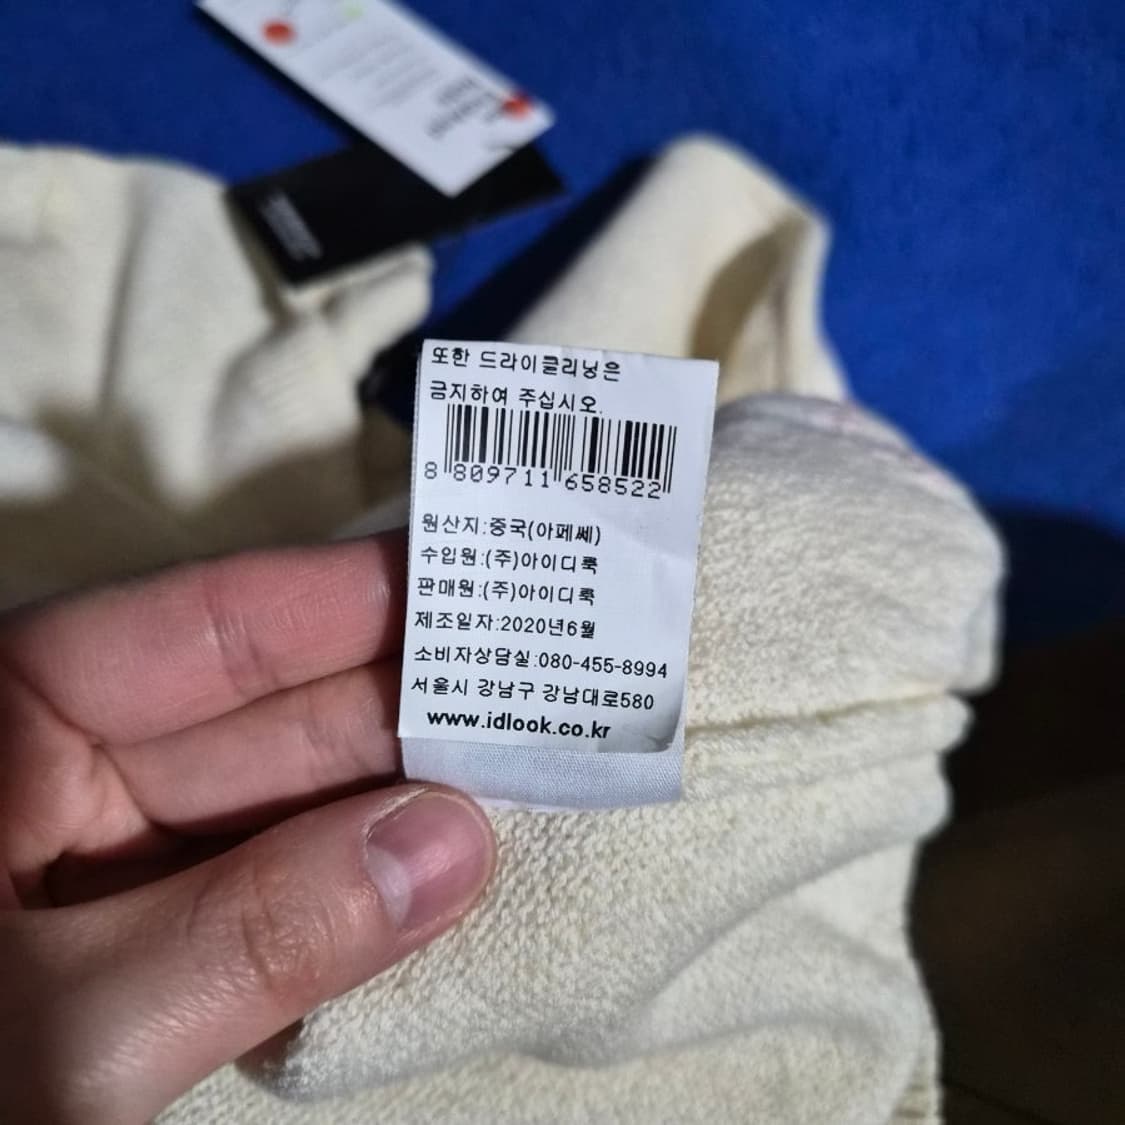 또한 드라이클리닝은
금지하여 주십시오.
8 809711 658522
원산지:중국(아페쎄)
수입원:(주)아이디룩
판매원:(주)아이디룩
제조일자:2020년6월
소비자상담실:080-455-8994
서울시 강남구 강남대로580
www.idlook.co.kr